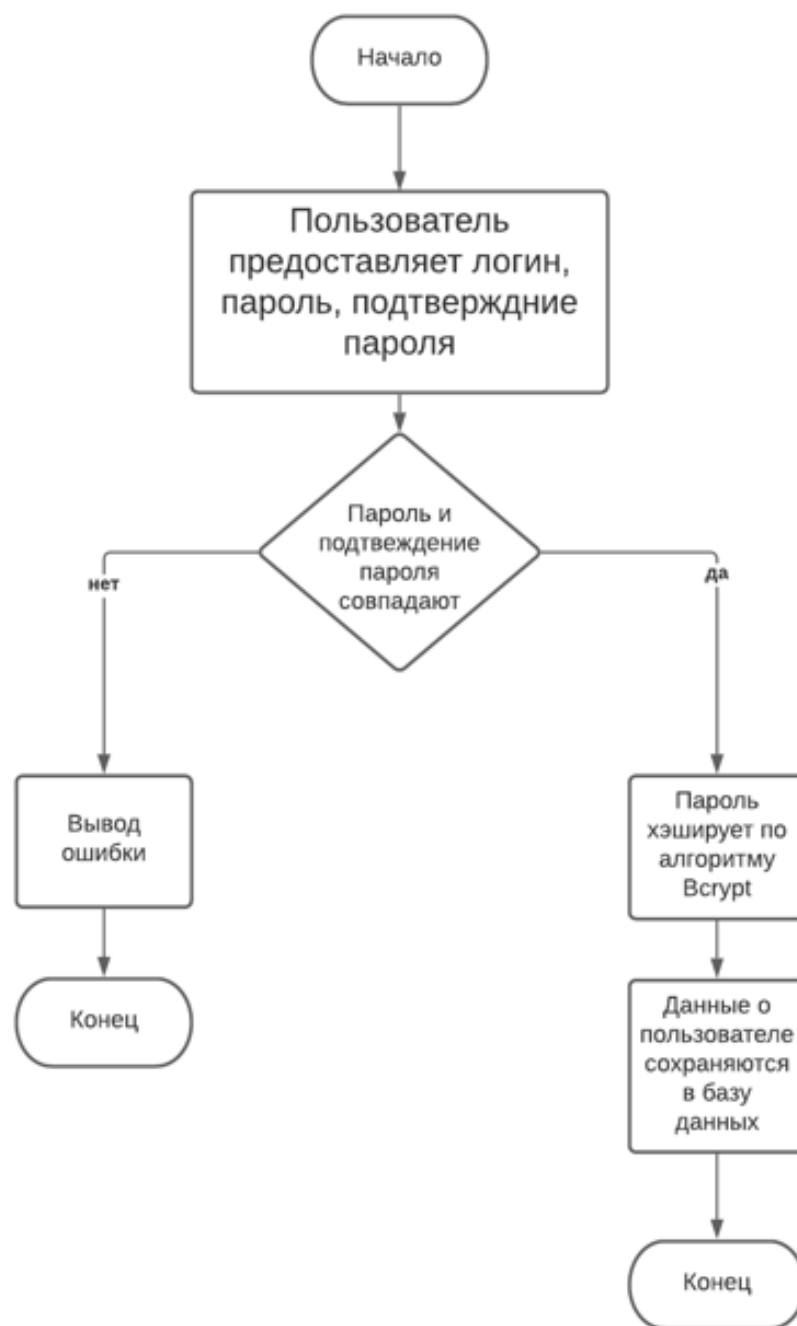 Начало
Пользователь
предоставляет логин,
пароль, подтверждние
пароля
Пароль и
подтвеждение
пароля
совпадают
нет
да
Вывод
ошибки
Конец
Пароль
хэширует по
алгоритму
Bcrypt
Данные о
пользователе
сохраняются
в базу
данных
Конец